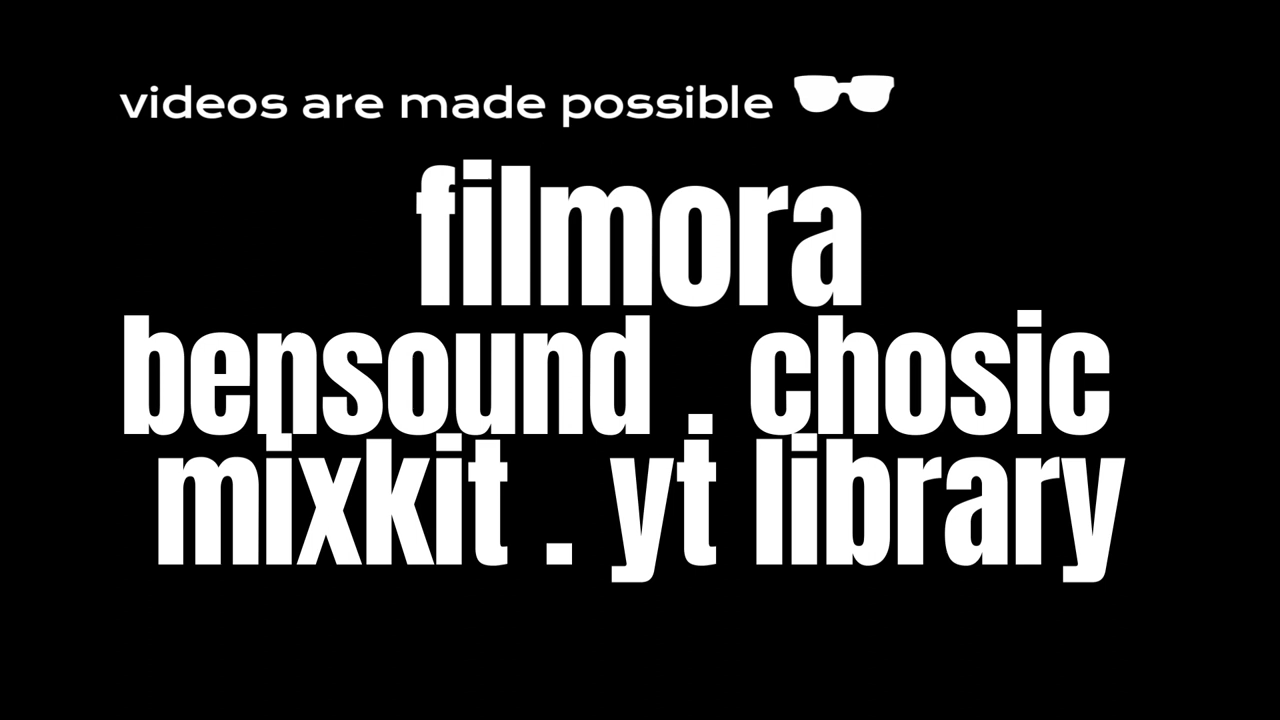 videos are made possible
filmora
bensound . chosic
mixkit . yt library